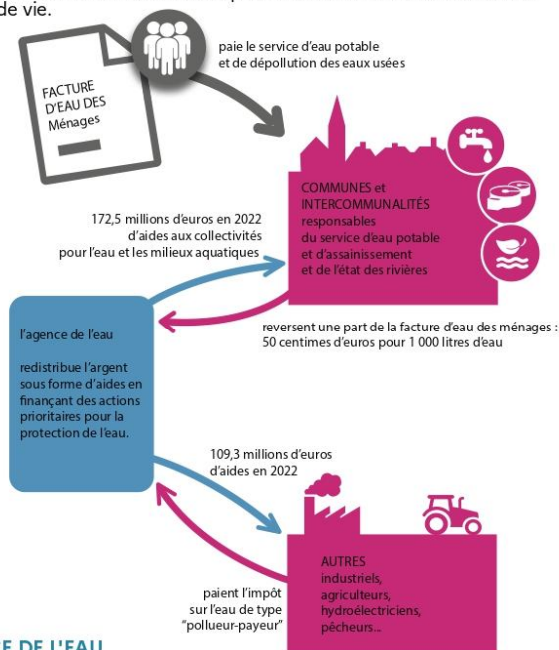 de vie.
paie le service d'eau potable
et de dépollution des eaux usées
FACTURE
D'EAU DES
Ménages
COMMUNES et
INTERCOMMUNALITÉS
responsables
du service d'eau potable
et d'assainissement
et de l'état des rivières
172,5 millions d'euros en 2022
d'aides aux collectivités
pour l'eau et les milieux aquatiques
reversent une part de la facture d'eau des ménages :
50 centimes d'euros pour 1 000 litres d'eau
l'agence de l'eau
redistribue l'argent
sous forme d'aides en
finançant des actions
prioritaires pour la
protection de l'eau.
109,3 millions d'euros
d'aides en 2022
paient l'impôt
sur l'eau de type
"pollueur-payeur"
AUTRES
industriels,
agriculteurs,
hydroélectriciens,
pêcheurs...
DE L'EAU